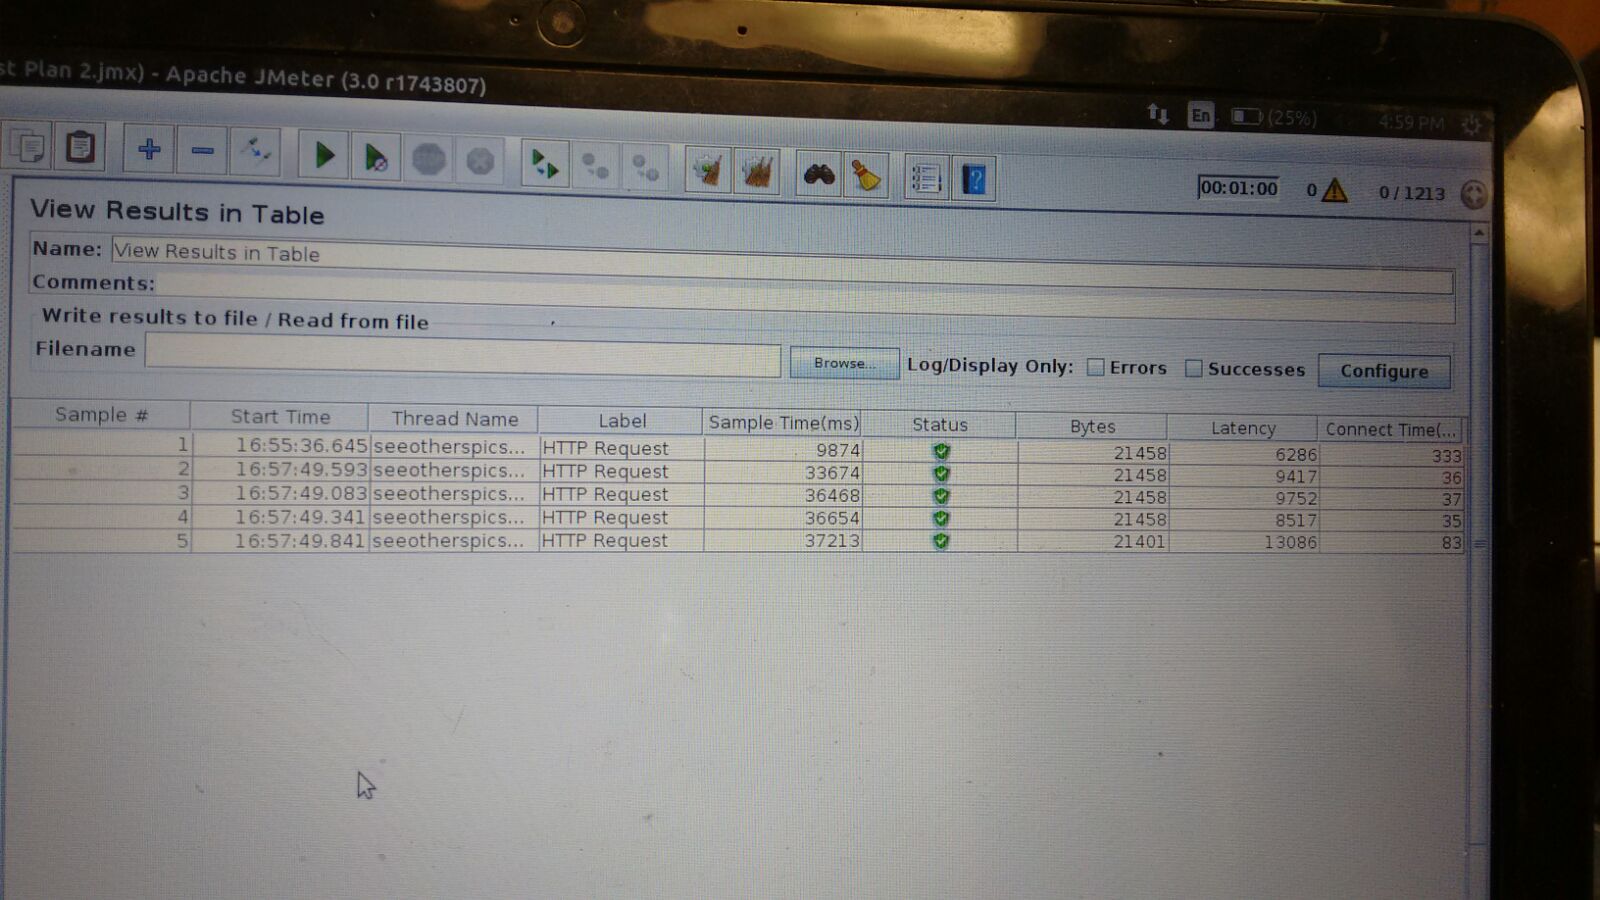 st Plan 2.jmx) - Apache JMeter (3.0 r1743807)
En (25%) 4:59 PM
00:01:00 0 0 / 1213
View Results in Table
Name: View Results in Table
Comments:
Write results to file / Read from file
Filename Browse... Log/Display Only: Errors Successes Configure
Sample # Start Time Thread Name Label Sample Time(ms) Status Bytes Latency Connect Time(...
1 16:55:36.645 seeotherspics... HTTP Request 9874 21458 6286 333
2 16:57:49.593 seeotherspics... HTTP Request 33674 21458 9417 36
3 16:57:49.083 seeotherspics... HTTP Request 36468 21458 9752 37
4 16:57:49.341 seeotherspics... HTTP Request 36654 21458 8517 35
5 16:57:49.841 seeotherspics... HTTP Request 37213 21401 13086 83